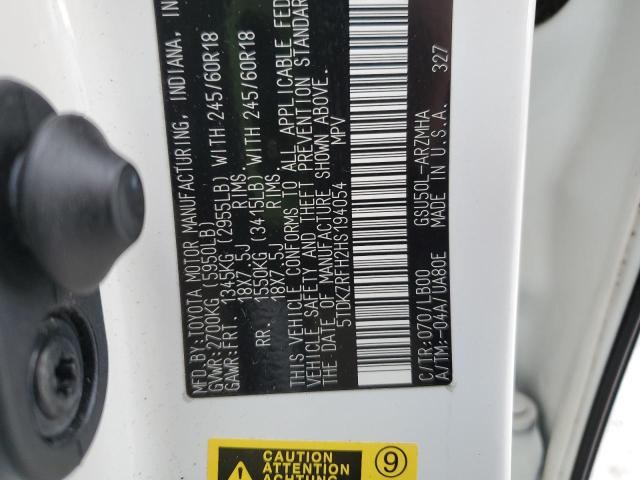 MFD.BY:TOYOTA MOTOR MANUFACTURING, INDIANA, IN
GVWR:2700KG (5950LB)
GAWR:FRT. 1345KG (2955LB) WITH 245/60R18
18X7.5J RIMS.
RR. 1550KG (3415LB) WITH 245/60R18
18X7.5J RIMS.
THIS VEHICLE CONFORMS TO ALL APPLICABLE FED
VEHICLE SAFETY, AND THEFT PREVENTION STANDAR
THE DATE OF MANUFACTURE SHOWN ABOVE.
5TDKZRFH2HS194054 MPV
C/TR:070/LB00 GSU50L-ARZMHA
A/TM:-04A/UA80E MADE IN U.S.A. 327
CAUTION
ATTENTION
ACHTUNG
9